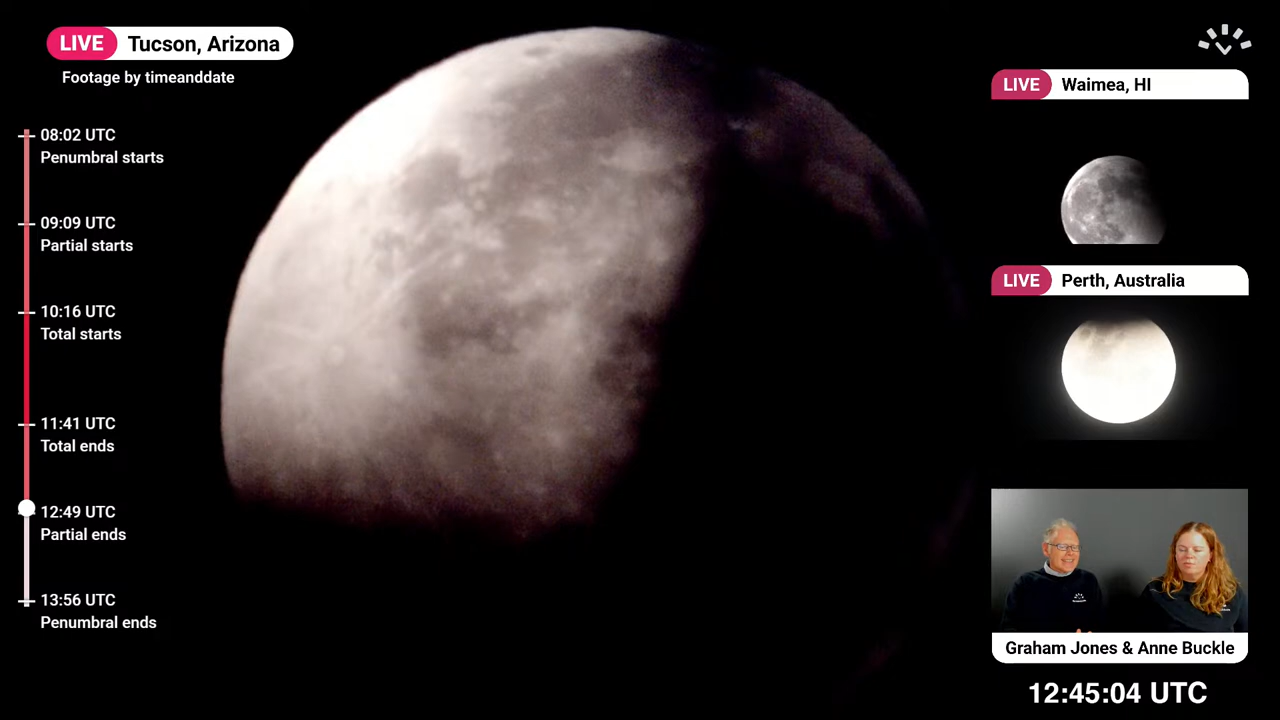 LIVE Tucson, Arizona
Footage by timeanddate
08:02 UTC
Penumbral starts
09:09 UTC
Partial starts
10:16 UTC
Total starts
11:41 UTC
Total ends
12:49 UTC
Partial ends
13:56 UTC
Penumbral ends
LIVE Waimea, HI
LIVE Perth, Australia
Graham Jones & Anne Buckle
12:45:04 UTC